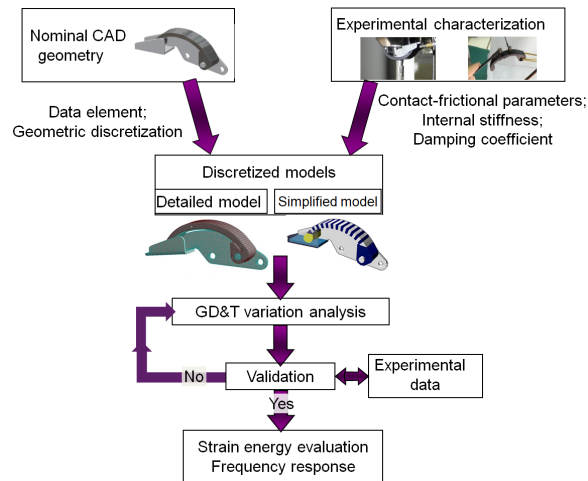 Nominal CAD
geometry
Experimental characterization
Data element;
Geometric discretization
Contact-frictional parameters;
Internal stiffness;
Damping coefficient
Discretized models
Detailed model
Simplified model
GD&T variation analysis
No
Validation
Experimental
data
Yes
Strain energy evaluation
Frequency response